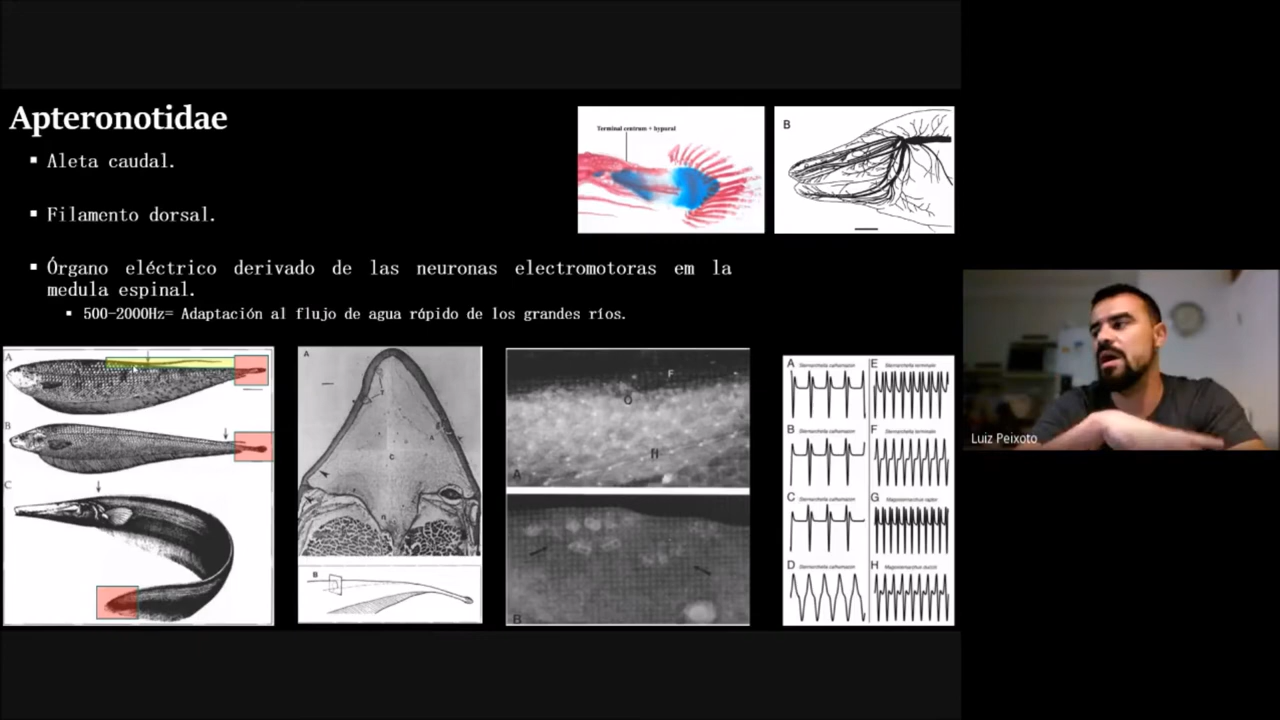 Apteronotidae
▪ Aleta caudal.
▪ Filamento dorsal.
▪ Órgano eléctrico derivado de las neuronas electromotoras em la
medula espinal.
▪ 500-2000Hz= Adaptación al flujo de agua rápido de los grandes ríos.
Terminal centrum + hypural
B
A
B
C
A
C
B
F
O
A
B
A
E
B
F
C
G
D
H
Luiz Peixoto